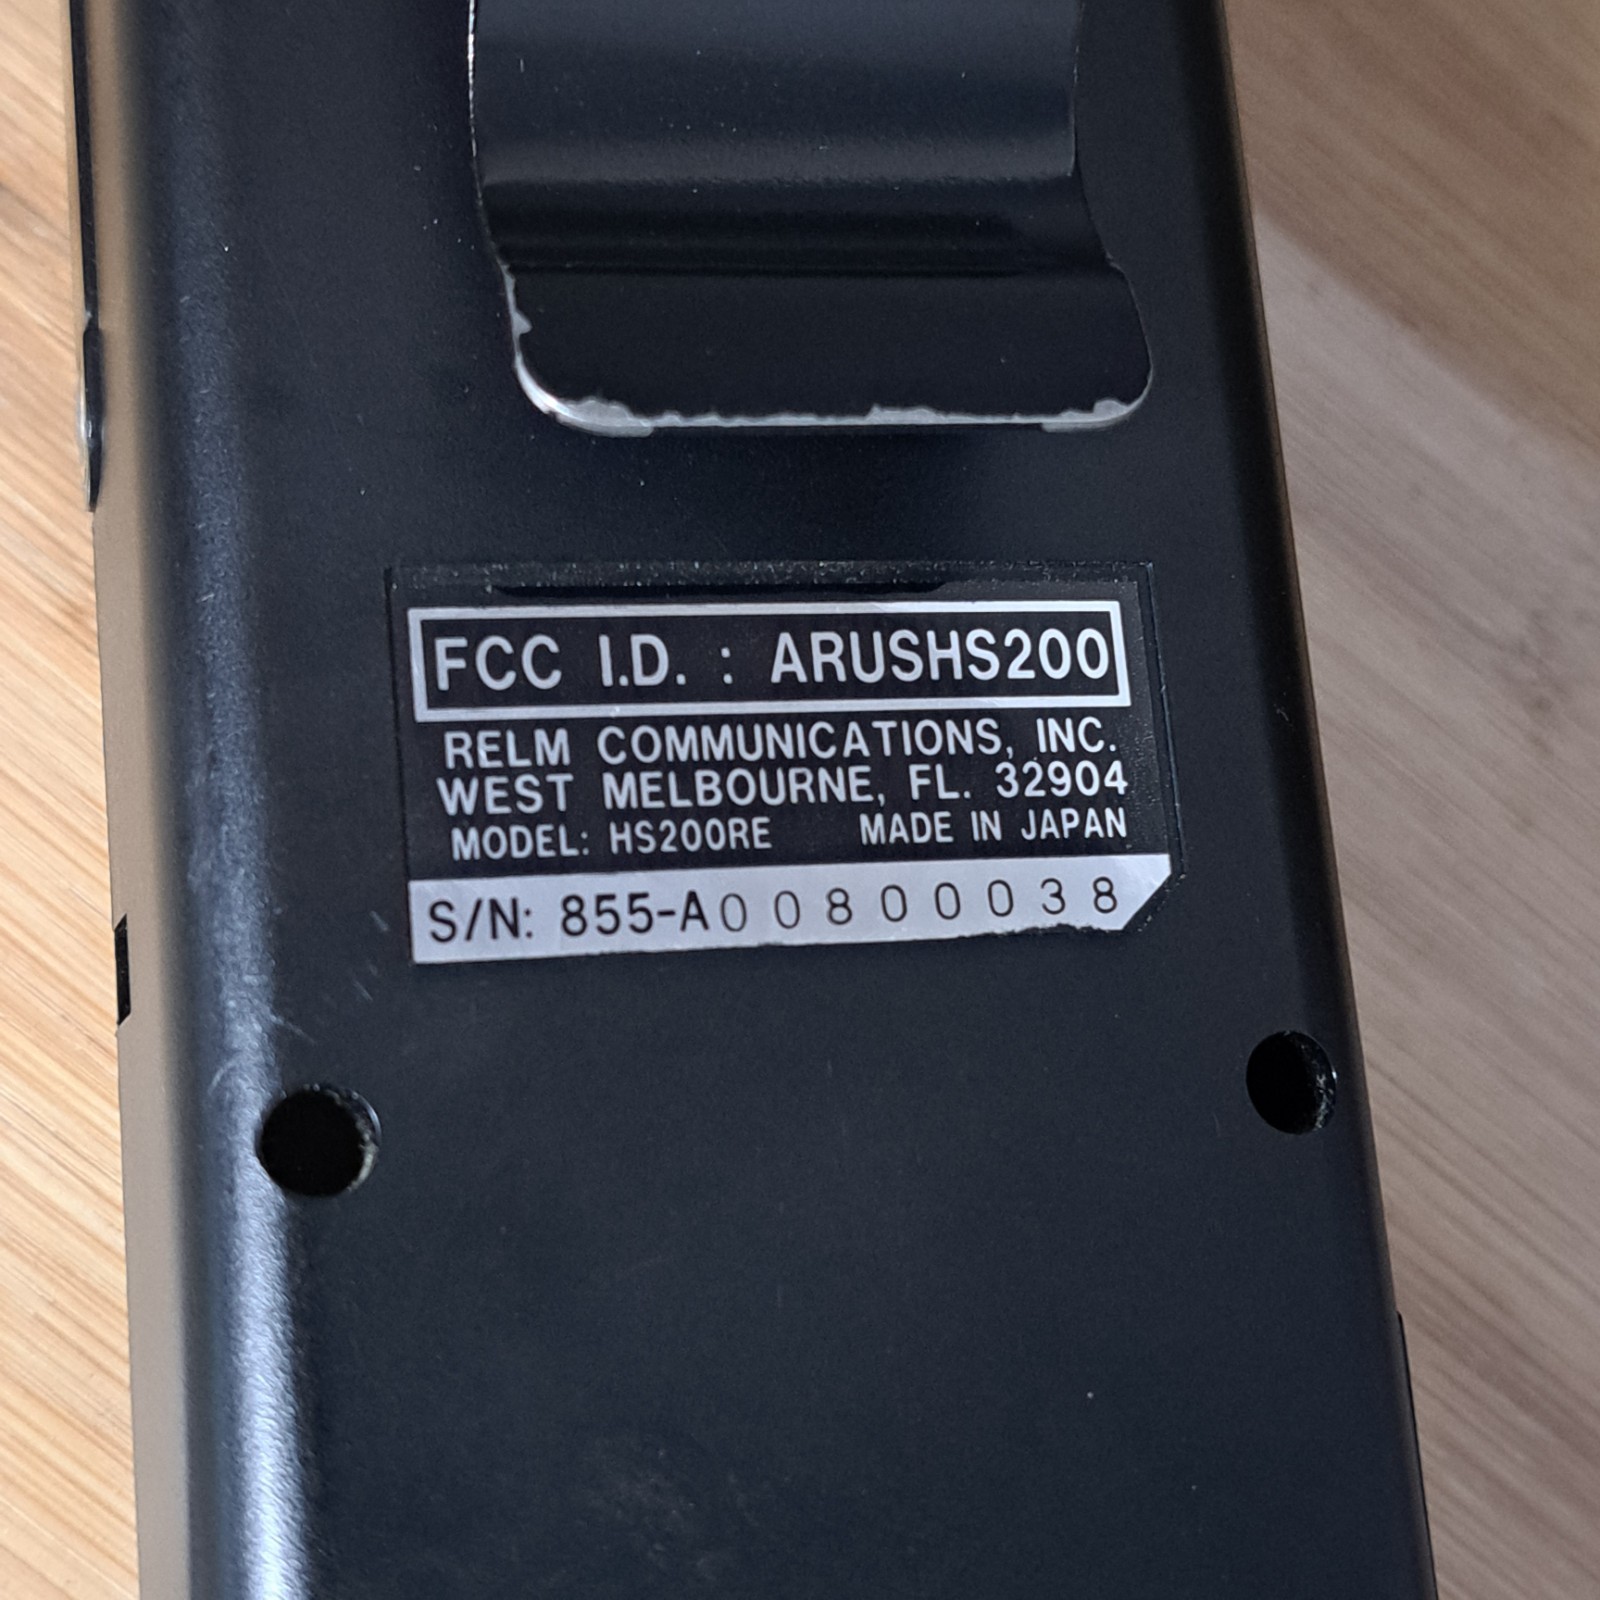 FCC I.D. : ARUSHS200
RELM COMMUNICATIONS, INC.
WEST MELBOURNE, FL. 32904
MODEL: HS200RE MADE IN JAPAN
S/N: 855-A00800038